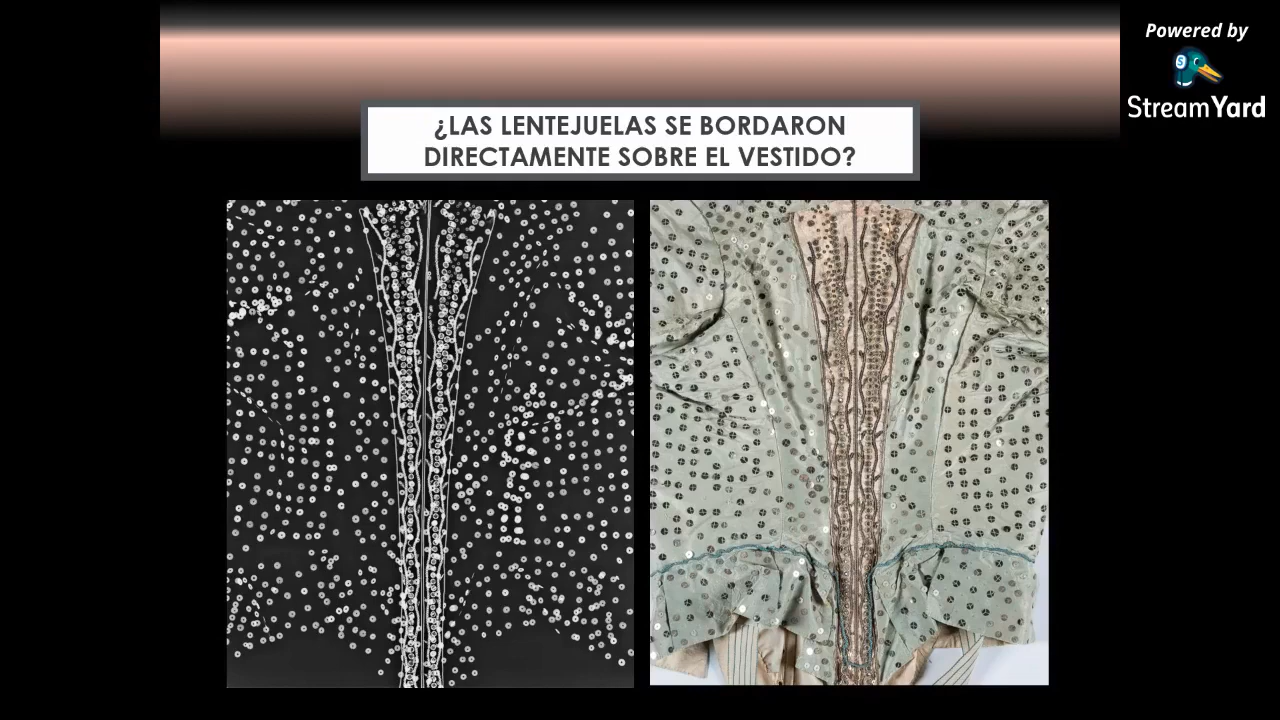 Powered by
StreamYard
¿LAS LENTEJUELAS SE BORDARON
DIRECTAMENTE SOBRE EL VESTIDO?